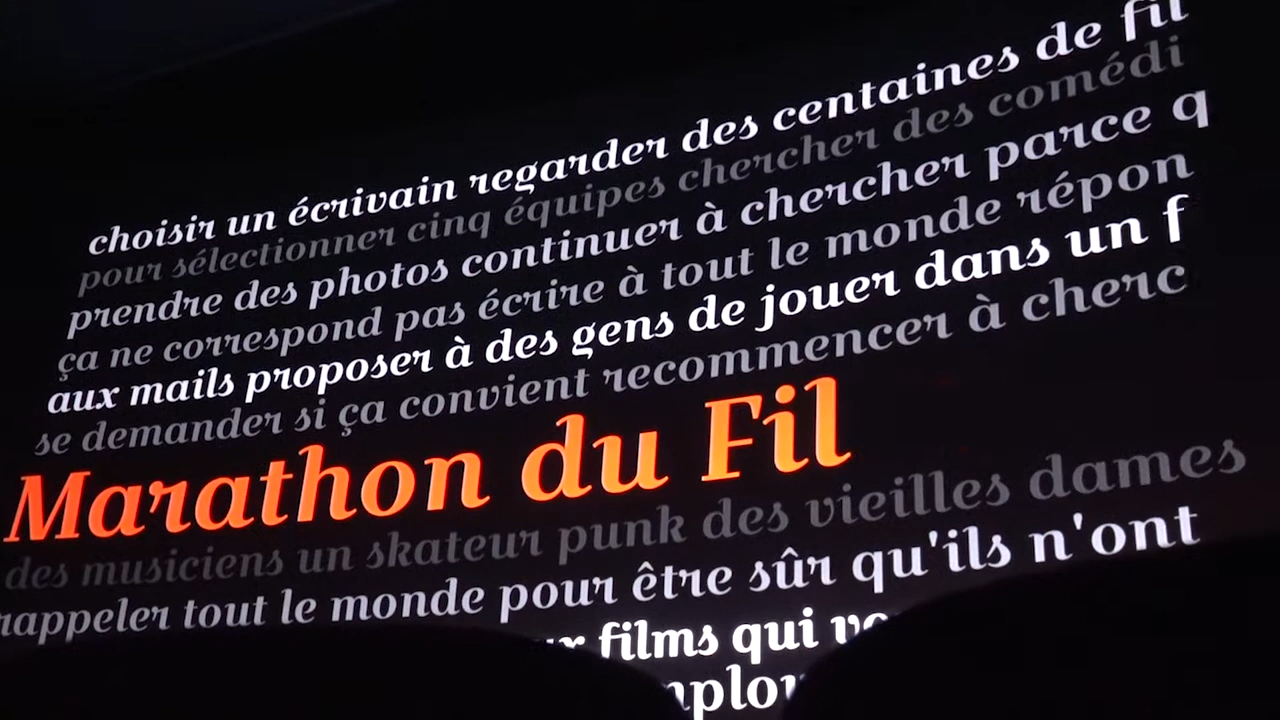 choisir un écrivain regarder des centaines de fil
pour sélectionner cinq équipes chercher des comédi
prendre des photos continuer à chercher parce q
ça ne correspond pas écrire à tout le monde répon
aux mails proposer à des gens de jouer dans un f
se demander si ça convient recommencer à cherc
Marathon du Fil
des musiciens un skateur punk des vieilles dames
rappeler tout le monde pour être sûr qu'ils n'ont
films qui